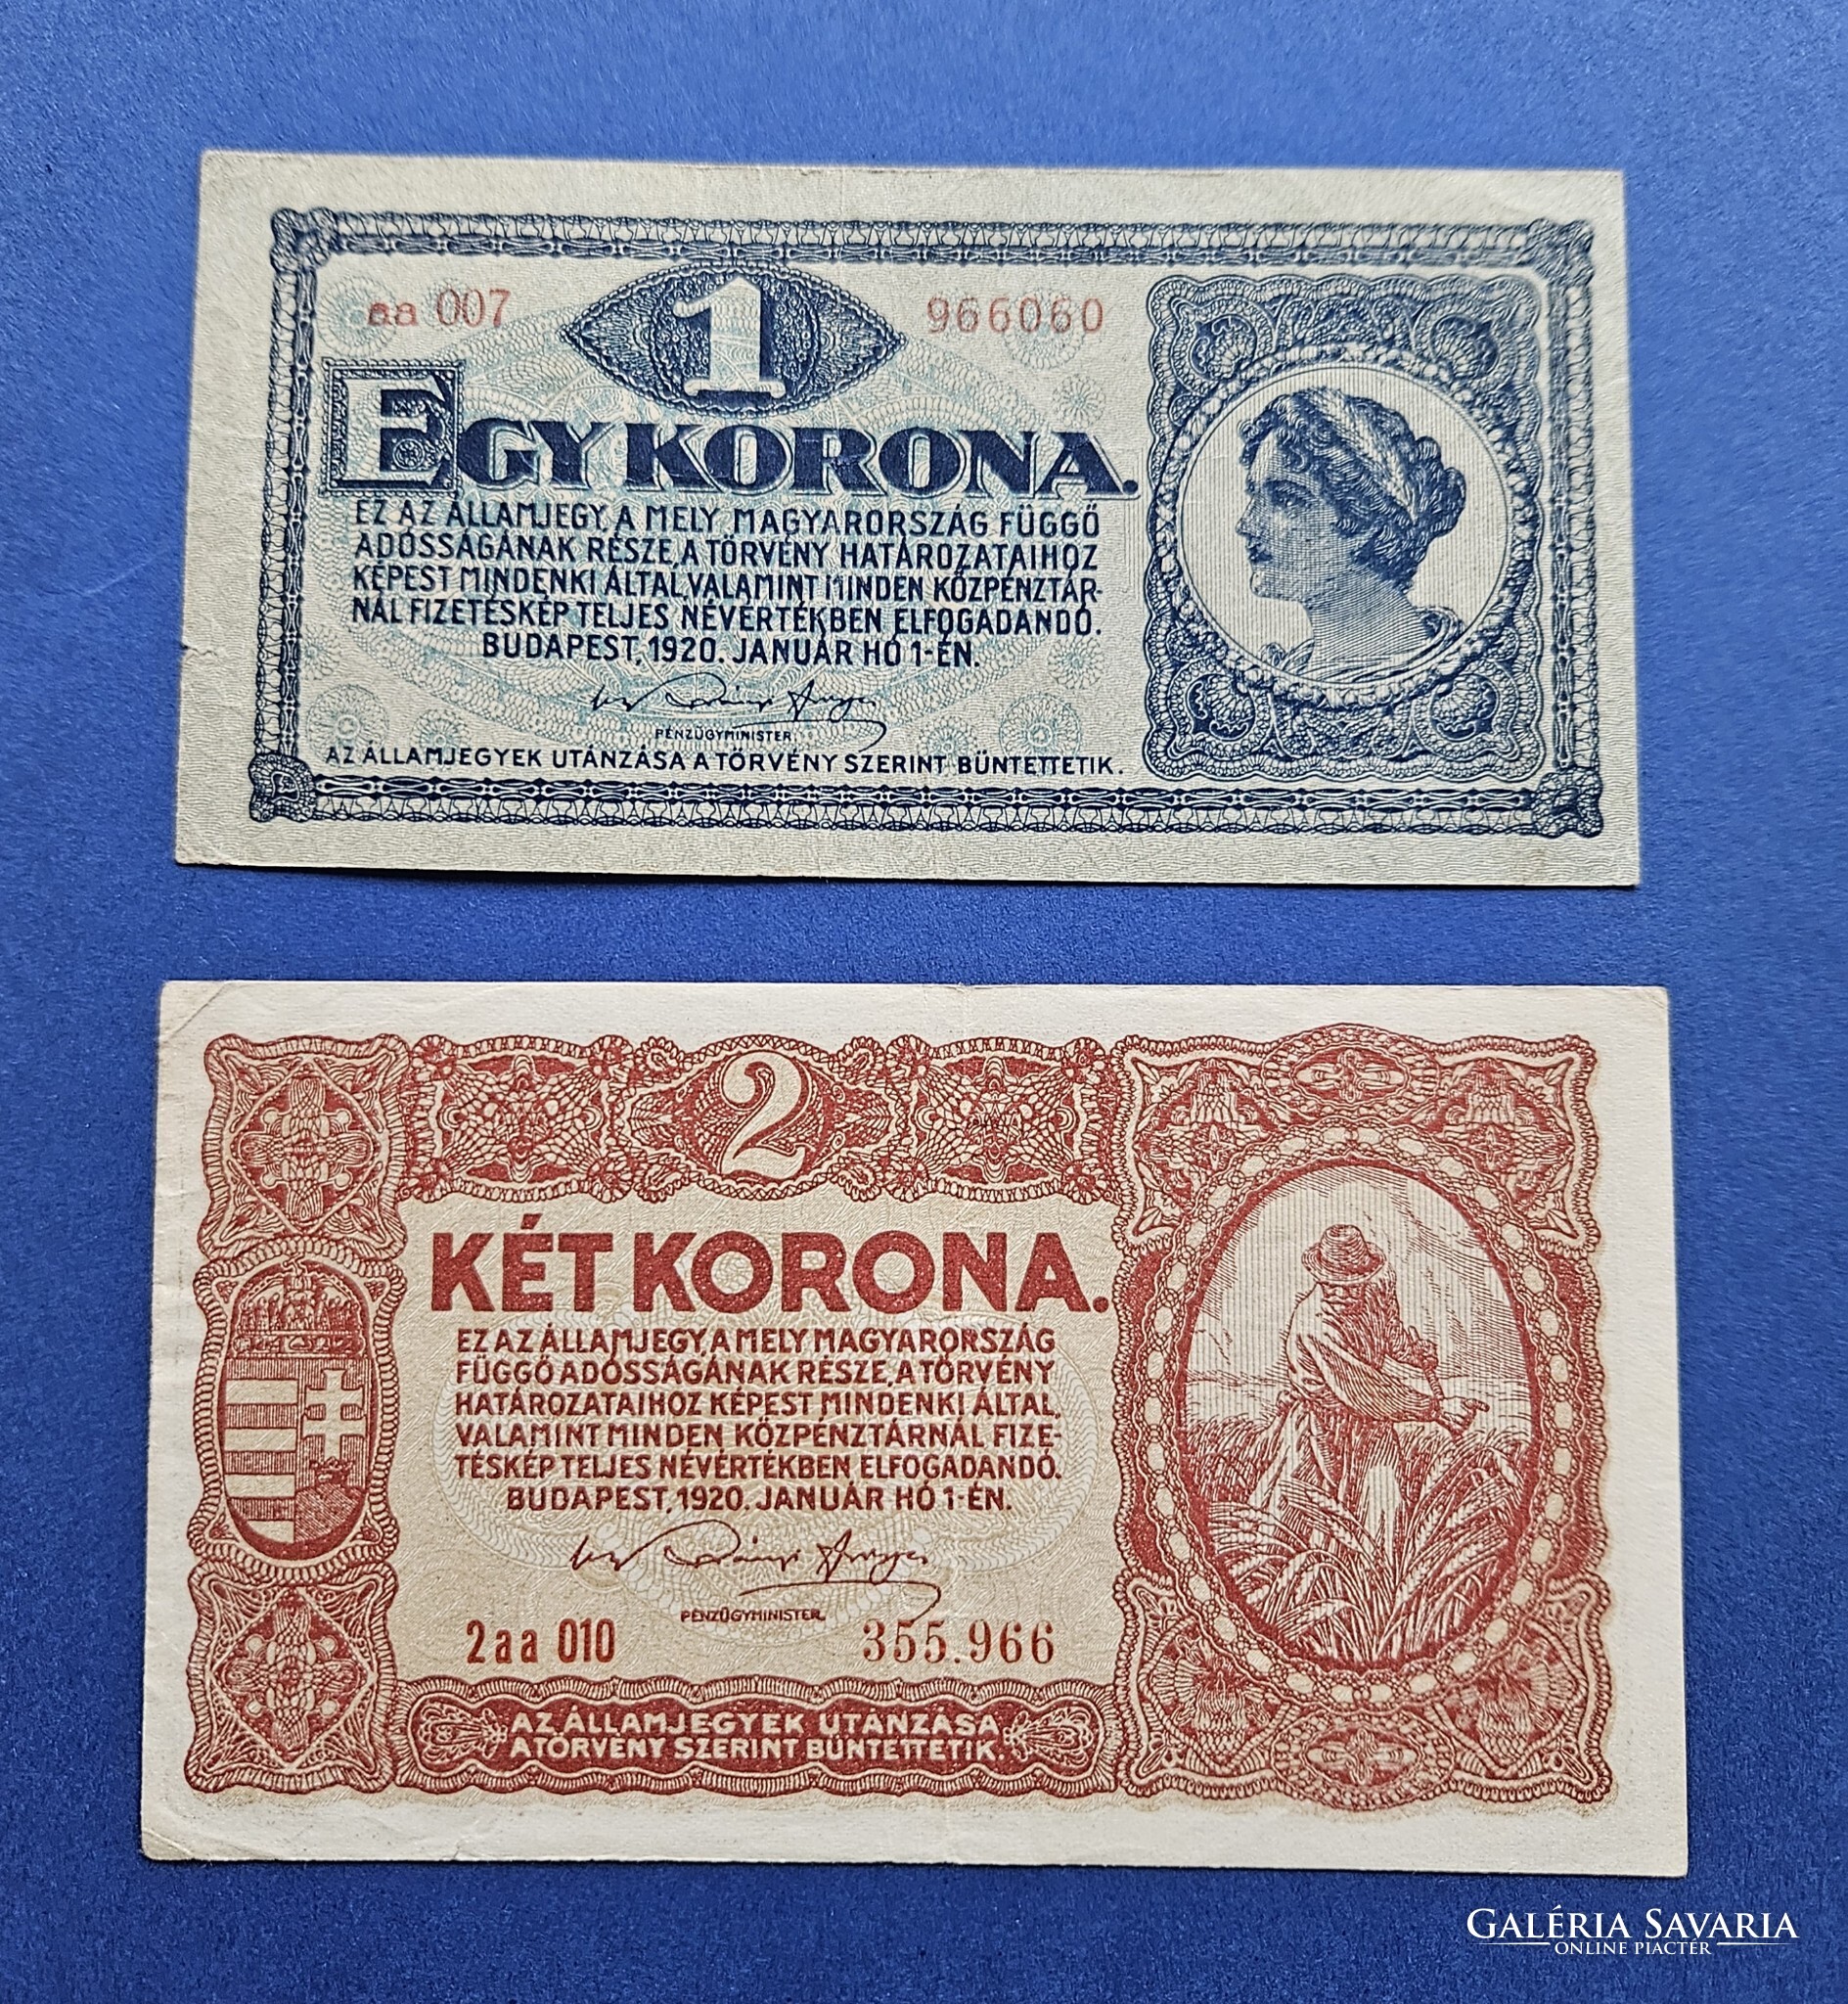 aa 007
1
966060
EGY KORONA.
EZ AZ ÁLLAMJEGY, A MELY MAGYARORSZÁG FÜGGŐ
ADÓSSÁGÁNAK RÉSZE, A TÖRVÉNY HATÁROZATAIHOZ
KÉPEST MINDENKI ÁLTAL, VALAMINT MINDEN KÖZPÉNZTÁR-
NÁL FIZETÉSKÉP TELJES NÉVÉRTÉKBEN ELFOGADANDÓ.
BUDAPEST, 1920. JANUÁR HÓ 1-ÉN.
PÉNZÜGYMINISTER.
AZ ÁLLAMJEGYEK UTÁNZÁSA A TÖRVÉNY SZERINT BÜNTETTETIK.
2
KÉT KORONA.
EZ AZ ÁLLAMJEGY, A MELY MAGYARORSZÁG
FÜGGŐ ADÓSSÁGÁNAK RÉSZE, A TÖRVÉNY
HATÁROZATAIHOZ KÉPEST MINDENKI ÁLTAL,
VALAMINT MINDEN KÖZPÉNZTÁRNÁL FIZE-
TÉSKÉP TELJES NÉVÉRTÉKBEN ELFOGADANDÓ.
BUDAPEST, 1920. JANUÁR HÓ 1-ÉN.
PÉNZÜGYMINISTER.
2aa 010
355.966
AZ ÁLLAMJEGYEK UTÁNZÁSA
A TÖRVÉNY SZERINT BÜNTETTETIK.
GALÉRIA SAVARIA
ONLINE PIACTÉR